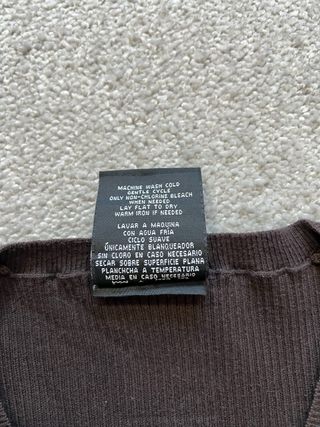 MACHINE WASH COLD
GENTLE CYCLE
ONLY NON-CHLORINE BLEACH
WHEN NEEDED
LAY FLAT TO DRY
WARM IRON IF NEEDED
LAVAR A MAQUINA
CON AGUA FRÍA
CICLO SUAVE
ÚNICAMENTE BLANQUEADOR
SIN CLORO EN CASO NECESARIO
SECAR SOBRE SUPERFICIE PLANA
PLANCHCHA A TEMPERATURA
MEDIA EN CASO NECESARIO